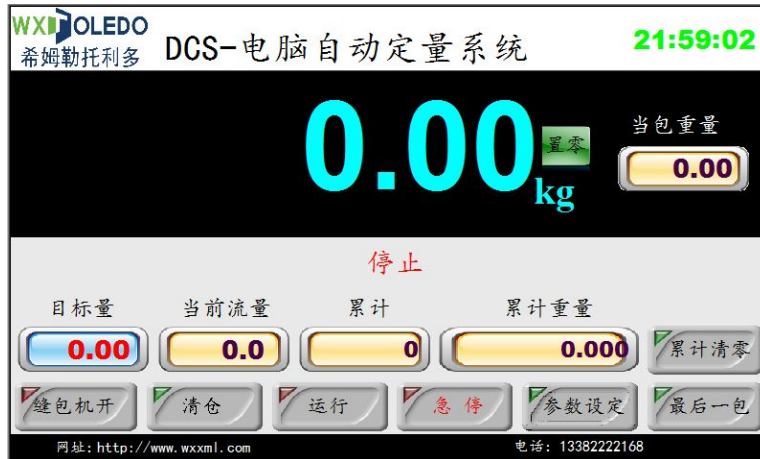 WXM TOLEDO
希姆勒托利多
DCS-电脑自动定量系统
21:59:02
0.00
置零
kg
当包重量
0.00
停止
目标量
当前流量
累计
累计重量
0.00
0.0
0
0.000
累计清零
缝包机开
清仓
运行
急停
参数设定
最后一包
网址:http://www.wxxml.com
电话:13382222168